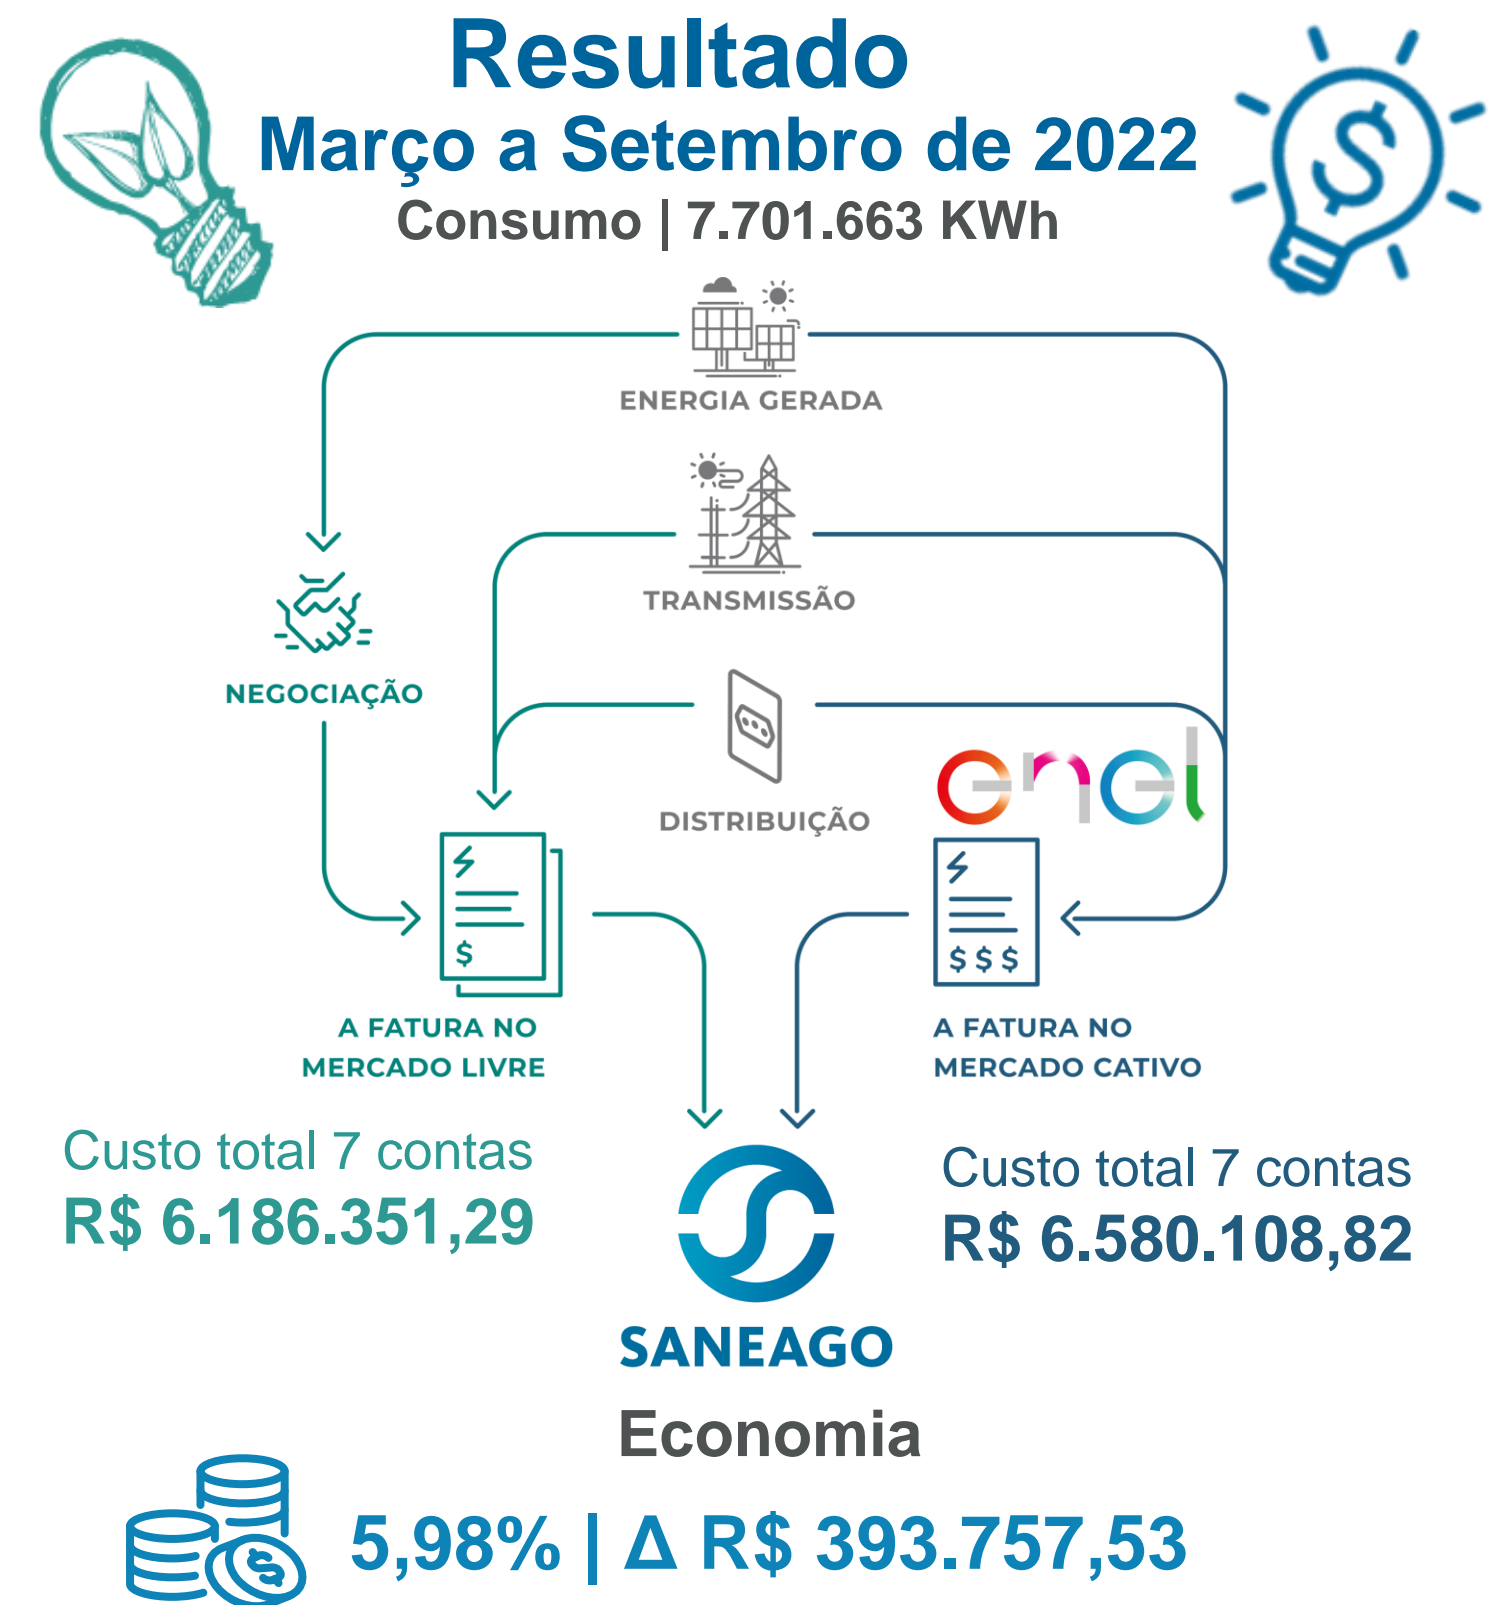 Resultado
Março a Setembro de 2022
Consumo | 7.701.663 KWh
ENERGIA GERADA
TRANSMISSÃO
NEGOCIAÇÃO
enel
DISTRIBUIÇÃO
$
$ $ $
A FATURA NO
MERCADO LIVRE
A FATURA NO
MERCADO CATIVO
Custo total 7 contas
R$ 6.186.351,29
Custo total 7 contas
R$ 6.580.108,82
SANEAGO
Economia
5,98% | Δ R$ 393.757,53